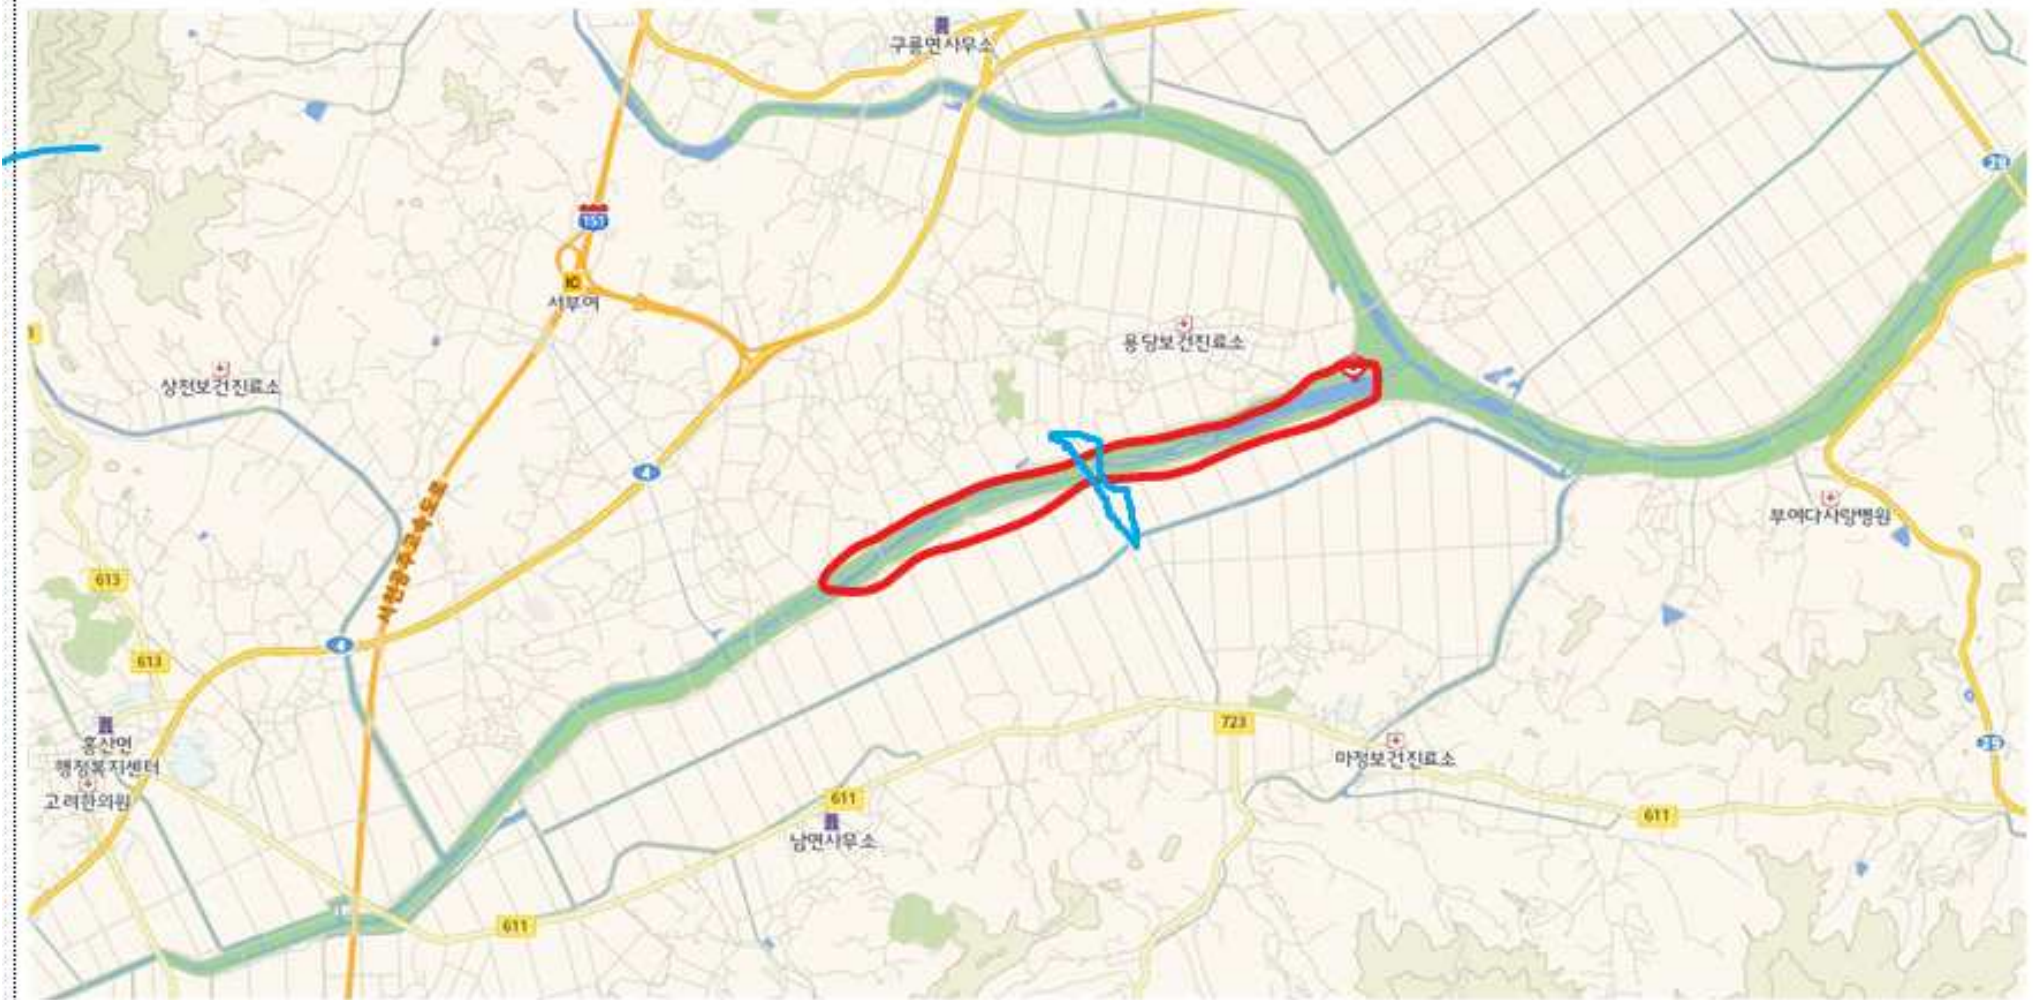 구룡면사무소
29
151
IC
서부여
용당보건진료소
상천보건진료소
4
서천공주고속도로
부여다사랑병원
613
4
613
723
홍산면
행정복지센터
고려한의원
마정보건진료소
29
611
611
남면사무소
611